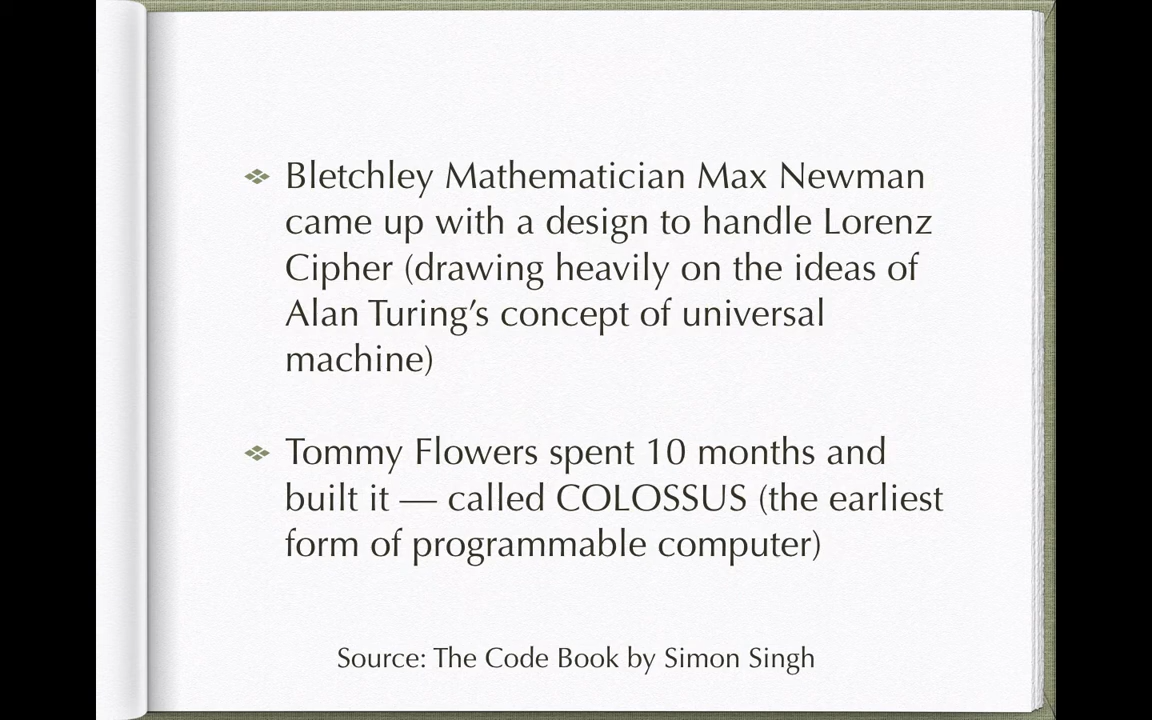 Bletchley Mathematician Max Newman
came up with a design to handle Lorenz
Cipher (drawing heavily on the ideas of
Alan Turing’s concept of universal
machine)
Tommy Flowers spent 10 months and
built it — called COLOSSUS (the earliest
form of programmable computer)
Source: The Code Book by Simon Singh